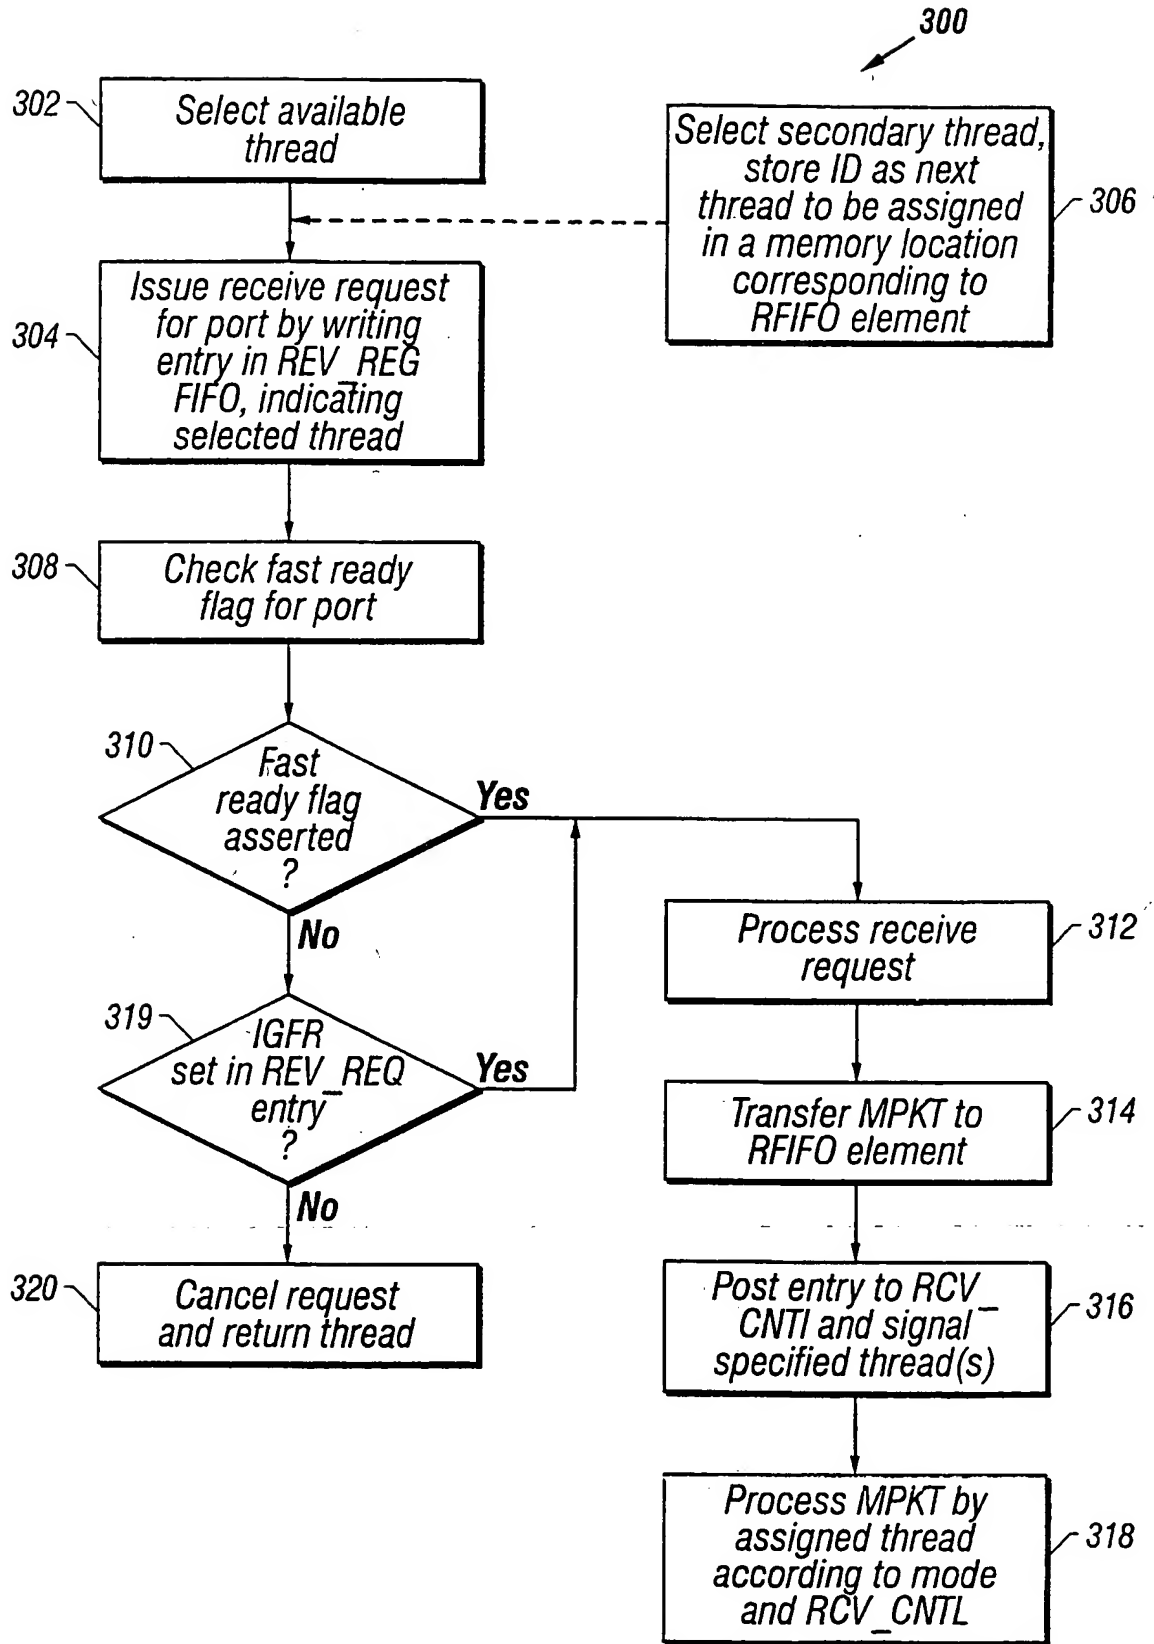 300
302
Select available
thread
Select secondary thread,
store ID as next
thread to be assigned
in a memory location
corresponding to
RFIFO element
306
304
Issue receive request
for port by writing
entry in REV_REG
FIFO, indicating
selected thread
308
Check fast ready
flag for port
310
Fast
ready flag
asserted
?
Yes
No
312
Process receive
request
319
IGFR
set in REV_REQ
entry
?
Yes
No
Transfer MPKT to
RFIFO element
314
320
Cancel request
and return thread
Post entry to RCV_
CNTI and signal
specified thread(s)
316
Process MPKT by
assigned thread
according to mode
and RCV_CNTL
318